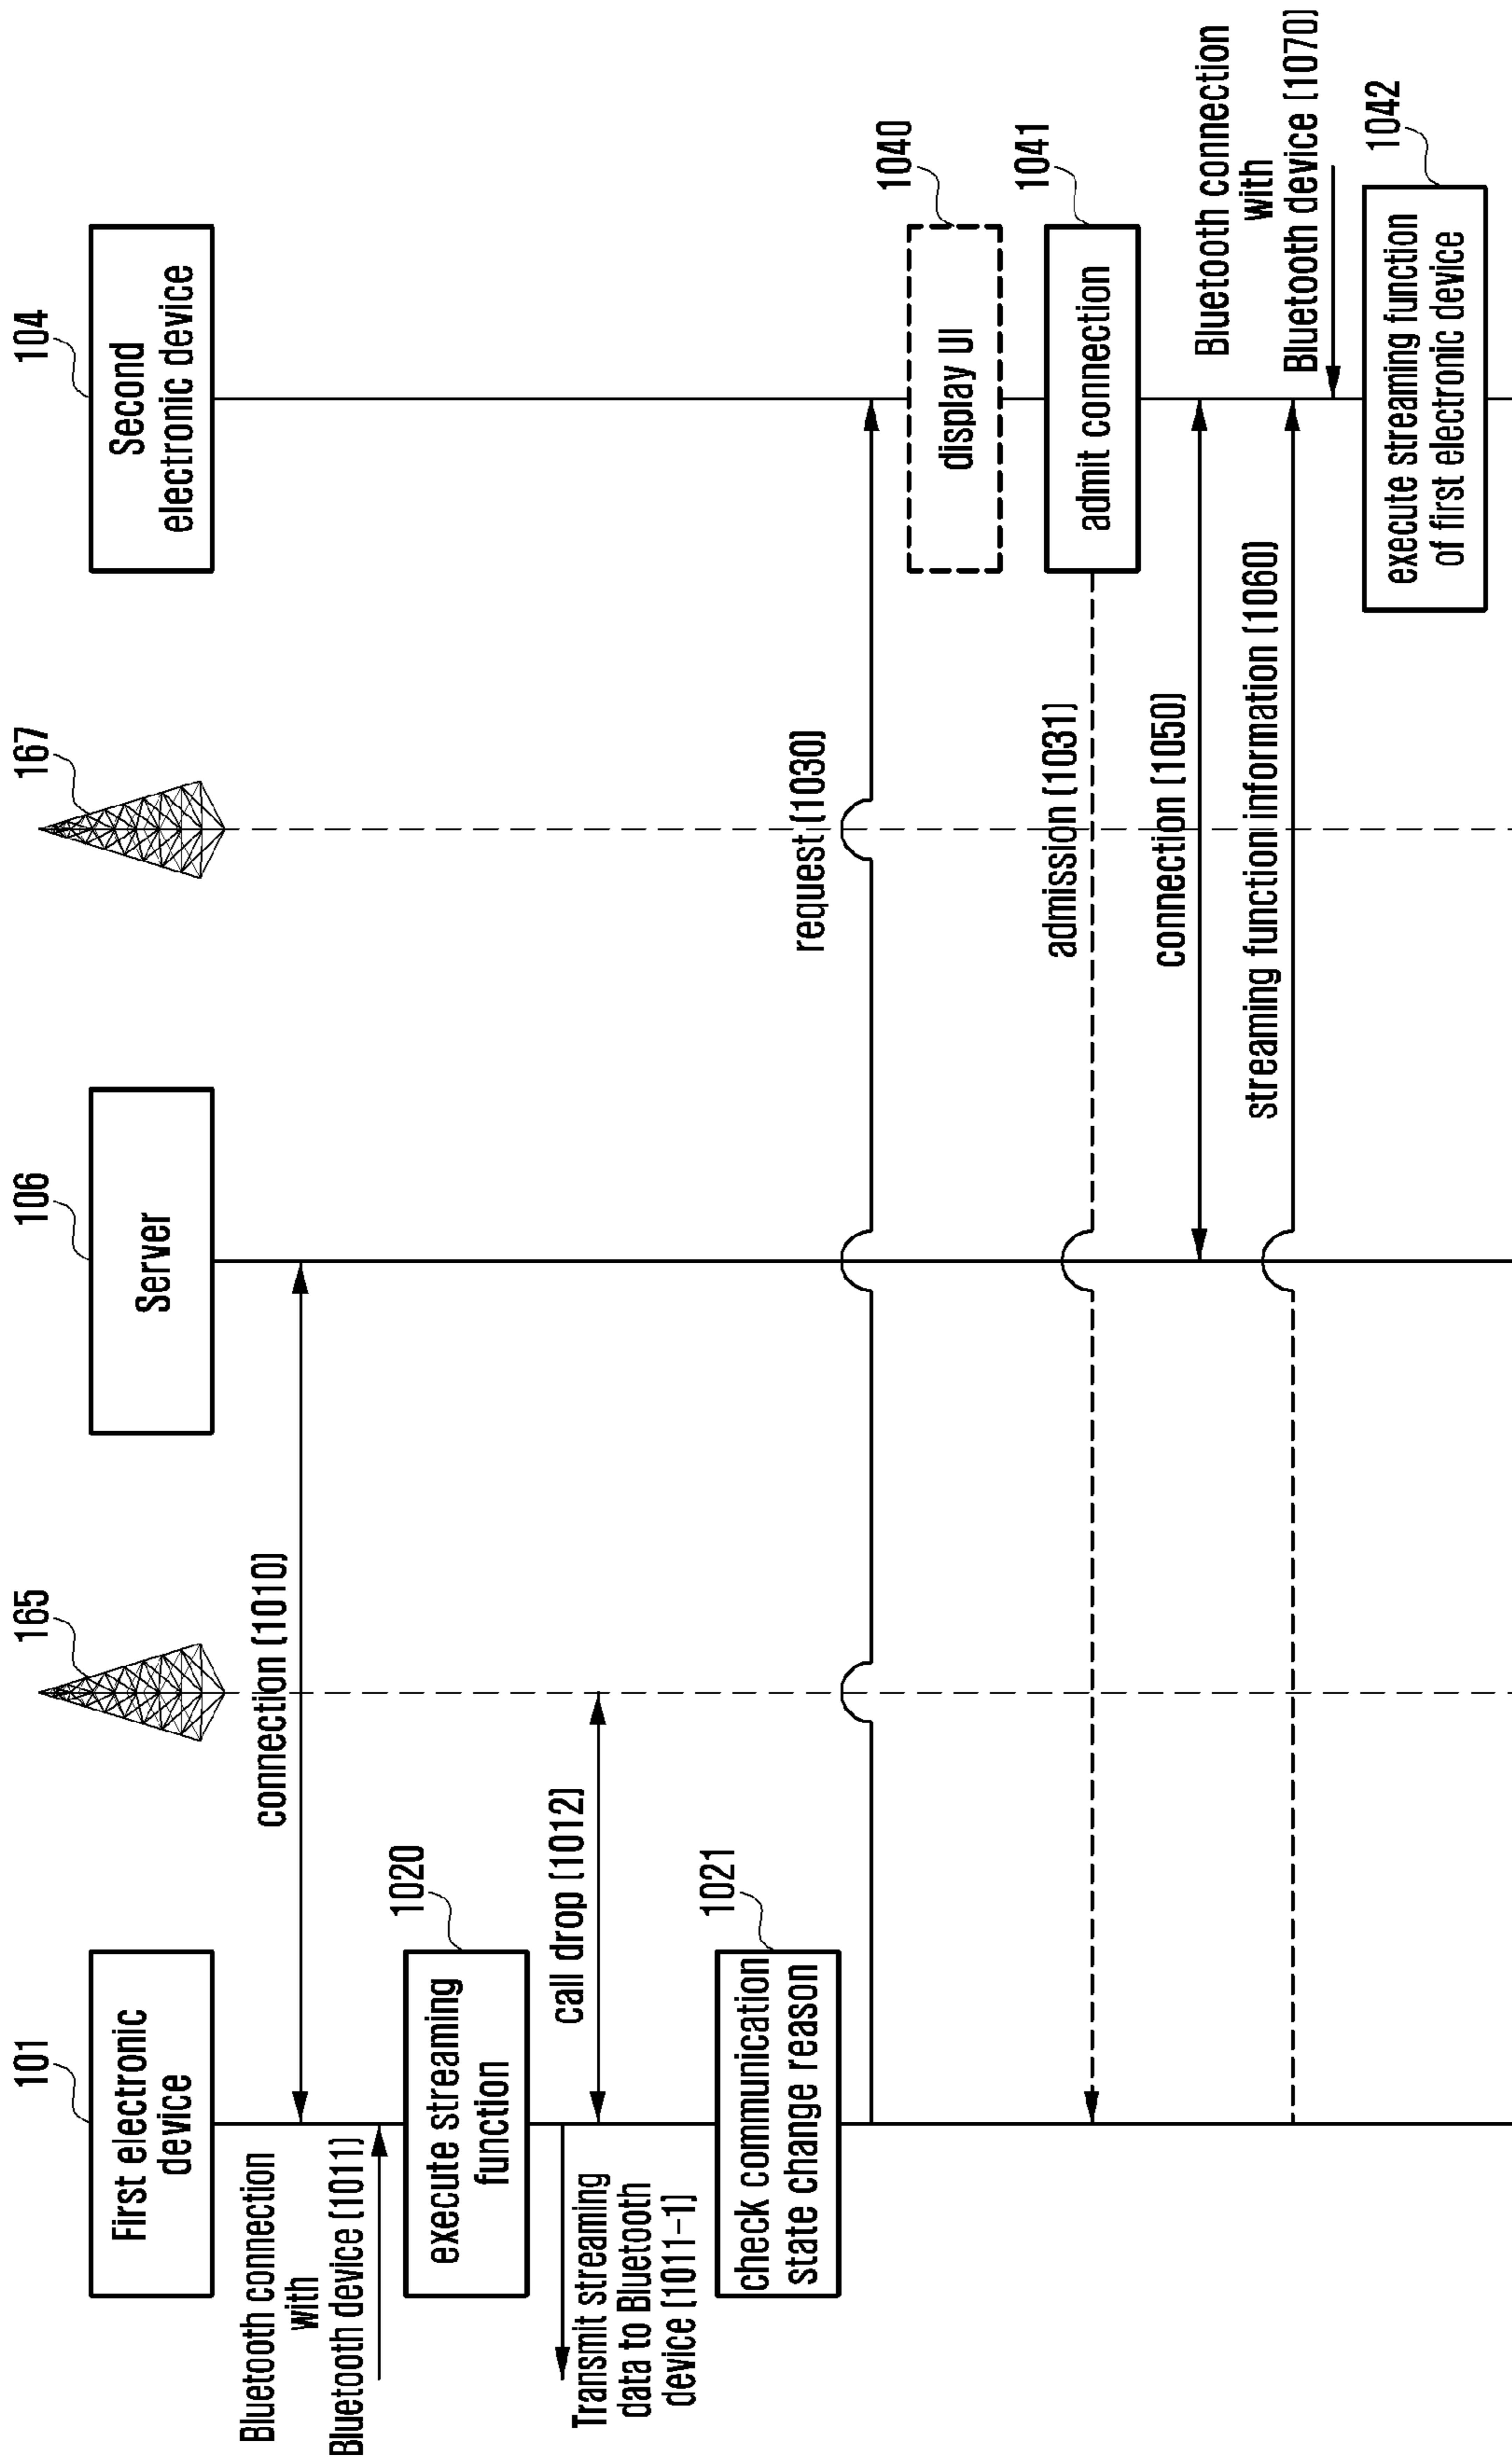 101
First electronic
device
165
106
Server
167
104
Second
electronic device
connection (1010)
Bluetooth connection
with
Bluetooth device (1011)
1020
execute streaming
function
call drop (1012)
Transmit streaming
data to Bluetooth
device (1011-1)
1021
check communication
state change reason
request (1030)
1040
display UI
1041
admit connection
admission (1031)
connection (1050)
Bluetooth connection
with
Bluetooth device (1070)
streaming function information (1060)
1042
execute streaming function
of first electronic device